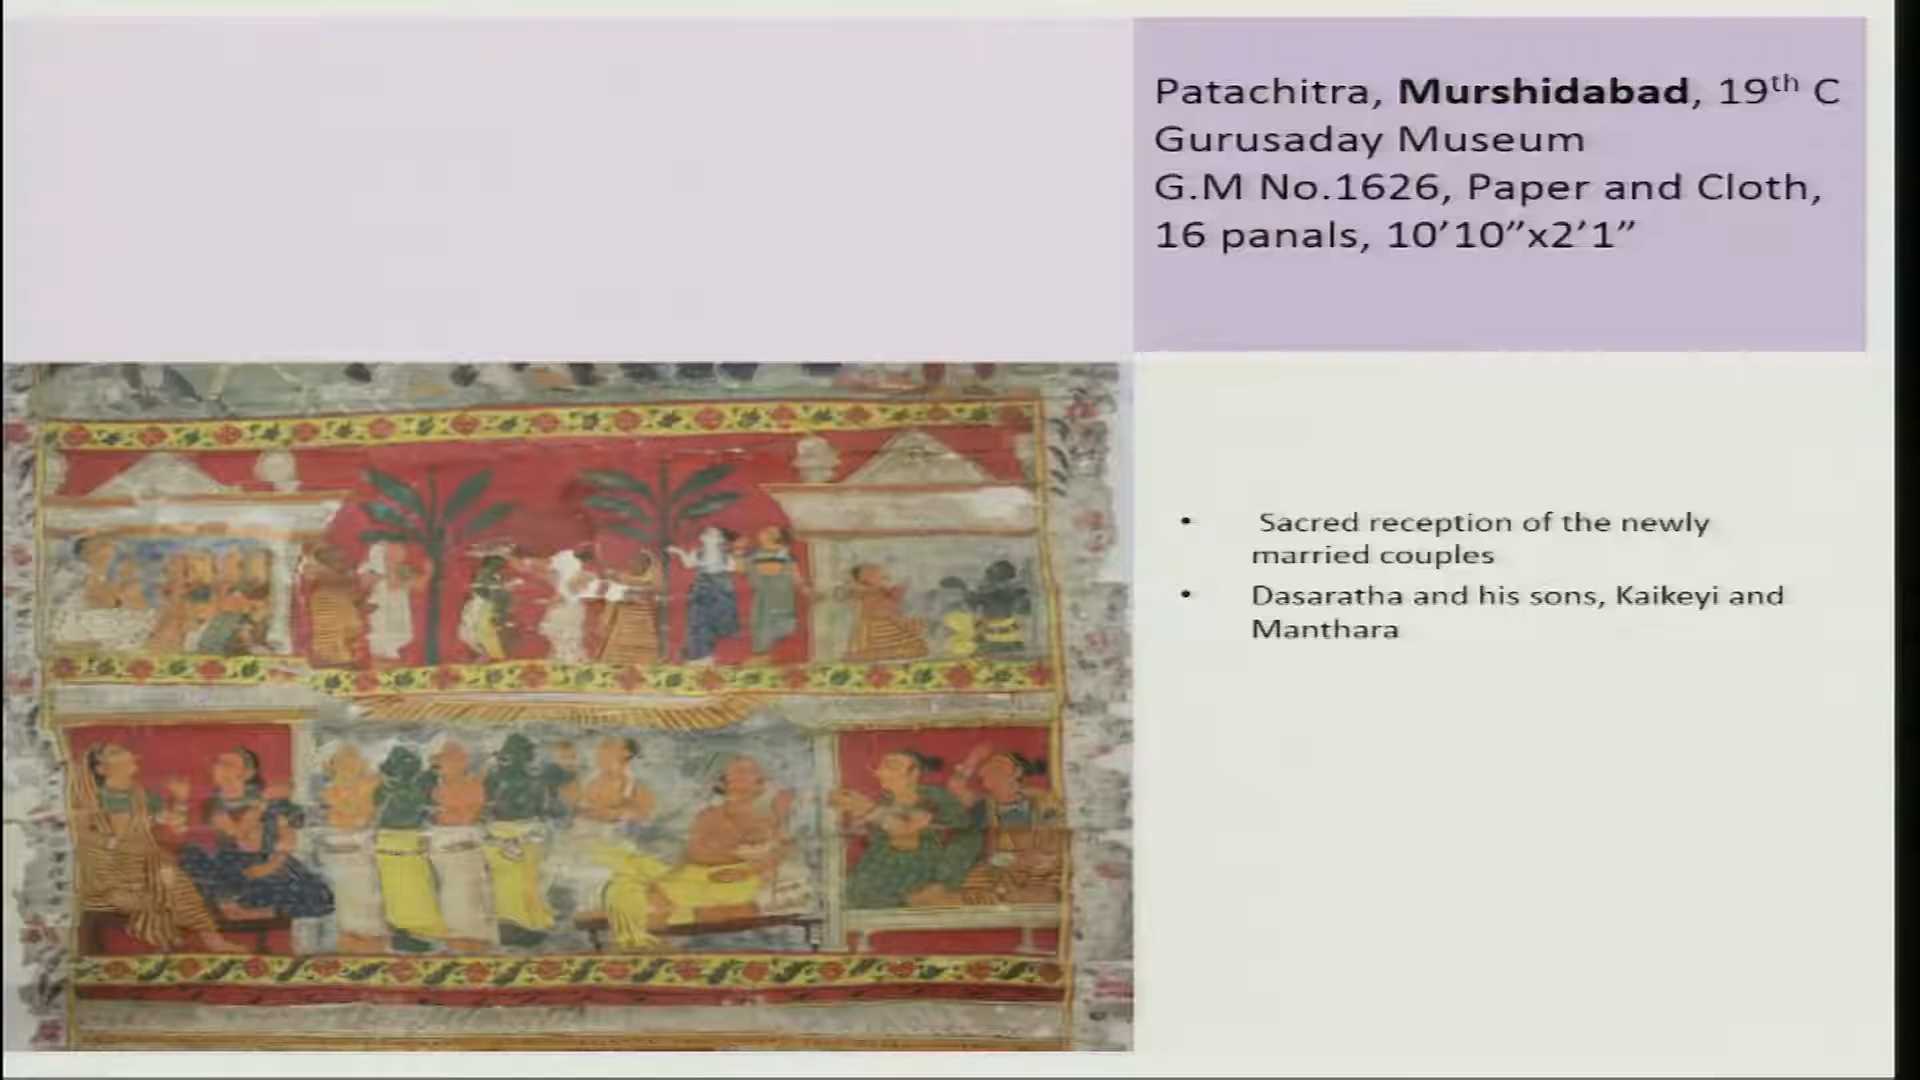 Patachitra, Murshidabad, 19th C
Gurusaday Museum
G.M No.1626, Paper and Cloth,
16 panals, 10’10”x2’1”
• Sacred reception of the newly
married couples
• Dasaratha and his sons, Kaikeyi and
Manthara